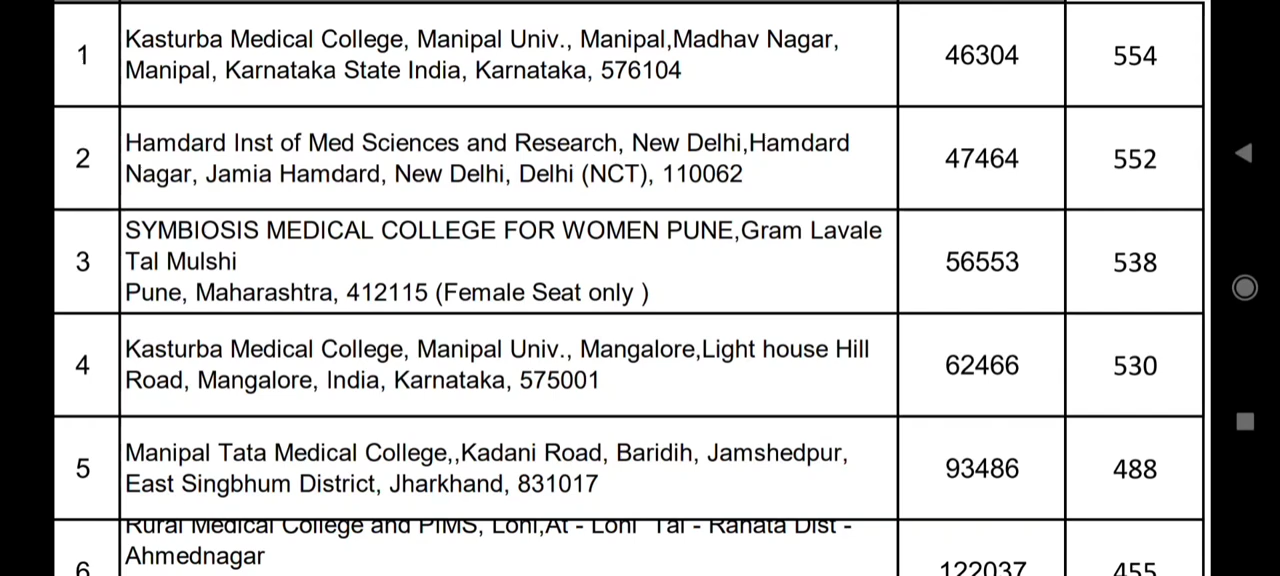 1
Kasturba Medical College, Manipal Univ., Manipal,Madhav Nagar,
Manipal, Karnataka State India, Karnataka, 576104
46304
554
2
Hamdard Inst of Med Sciences and Research, New Delhi,Hamdard
Nagar, Jamia Hamdard, New Delhi, Delhi (NCT), 110062
47464
552
3
SYMBIOSIS MEDICAL COLLEGE FOR WOMEN PUNE,Gram Lavale
Tal Mulshi
Pune, Maharashtra, 412115 (Female Seat only )
56553
538
4
Kasturba Medical College, Manipal Univ., Mangalore,Light house Hill
Road, Mangalore, India, Karnataka, 575001
62466
530
5
Manipal Tata Medical College,,Kadani Road, Baridih, Jamshedpur,
East Singbhum District, Jharkhand, 831017
93486
488
6
Rural Medical College and PIMS, Loni,At - Loni Tal - Rahata Dist -
Ahmednagar
122037
455